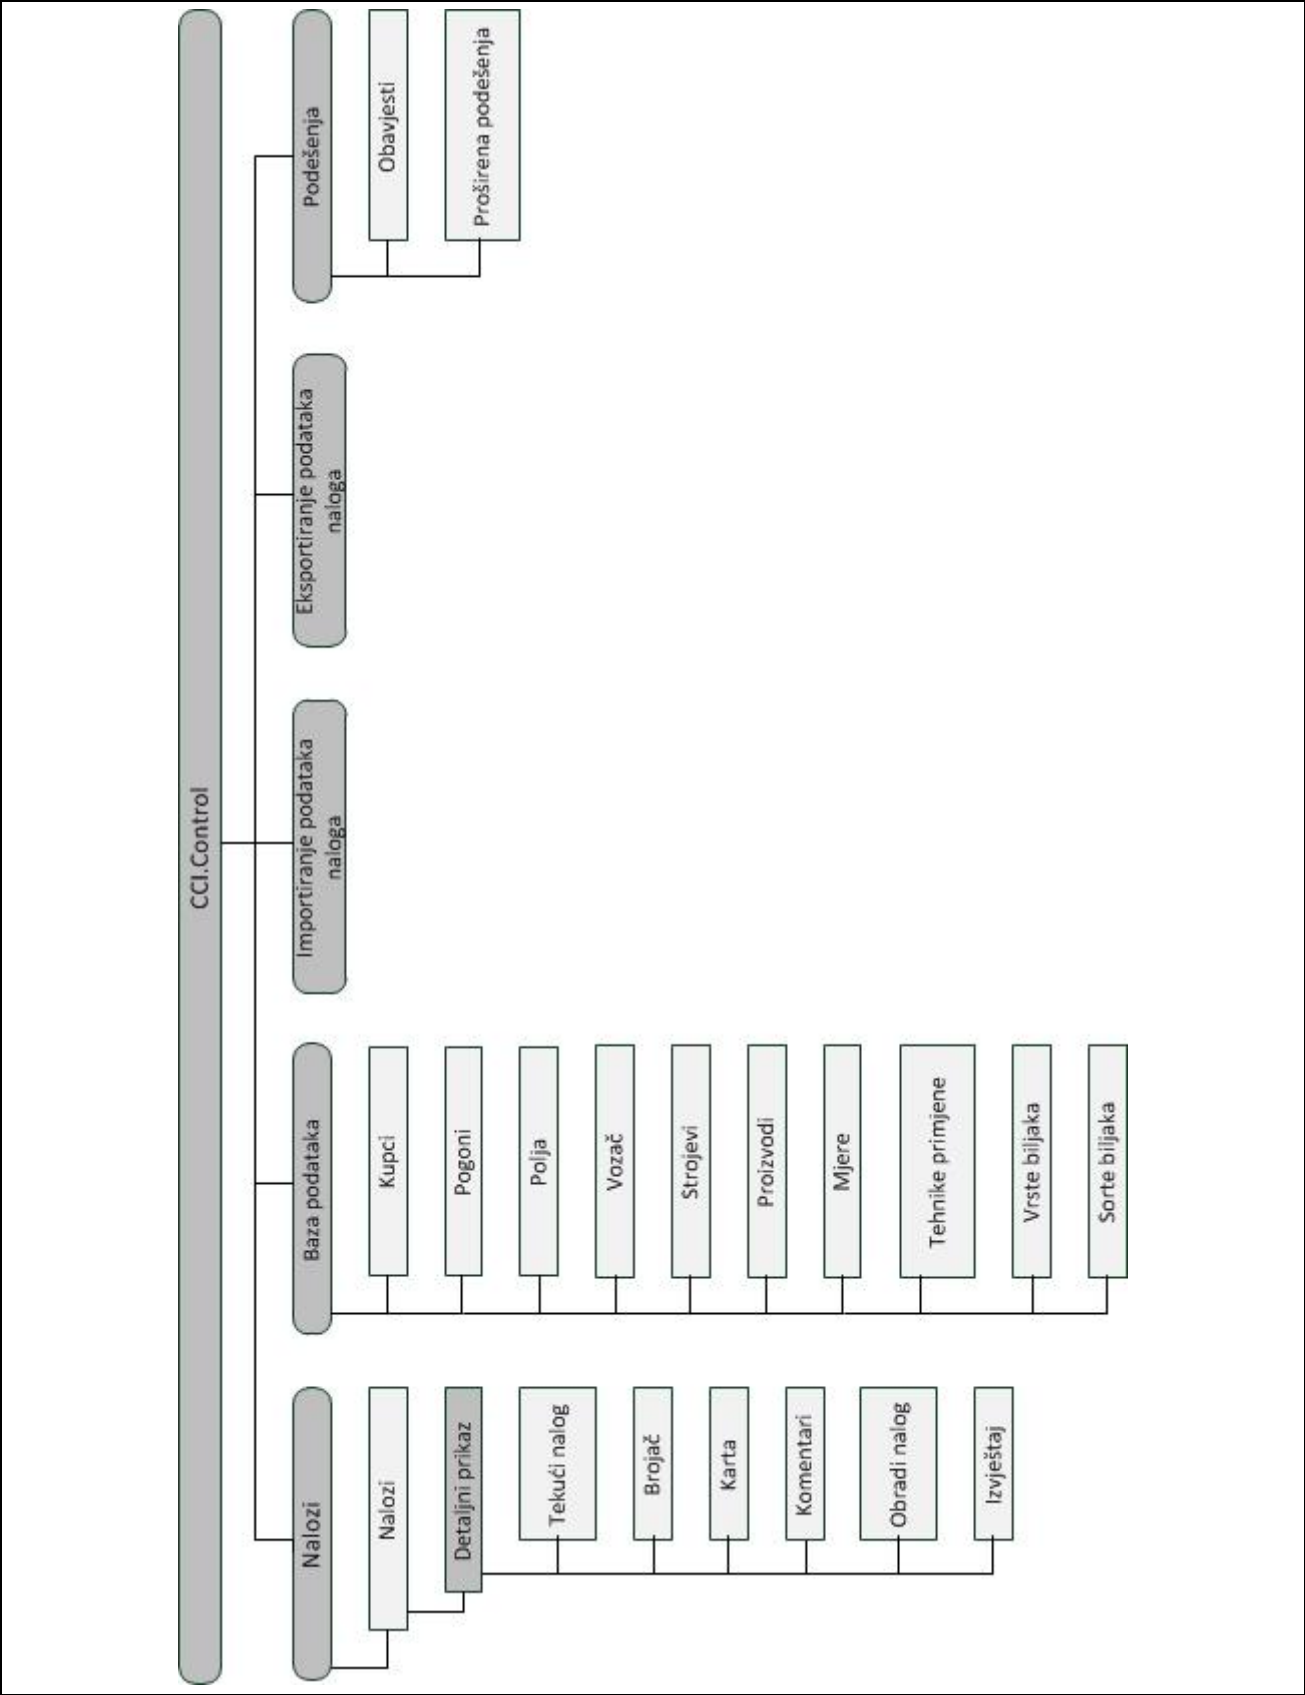 CCI.Control
Nalozi
Nalozi
Detaljni prikaz
Tekući nalog
Brojač
Karta
Komentari
Obradi nalog
Izvještaj
Baza podataka
Kupci
Pogoni
Polja
Vozač
Strojevi
Proizvodi
Mjere
Tehnike primjene
Vrste biljaka
Sorte biljaka
Importiranje podataka
naloga
Eksportiranje podataka
naloga
Podešenja
Obavjesti
Proširena podešenja